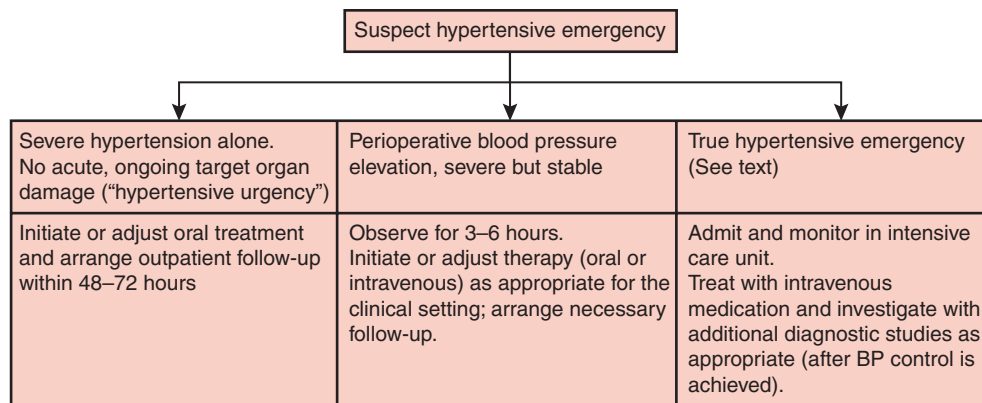 Suspect hypertensive emergency
Severe hypertension alone.
No acute, ongoing target organ
damage (“hypertensive urgency”)
Perioperative blood pressure
elevation, severe but stable
True hypertensive emergency
(See text)
Initiate or adjust oral treatment
and arrange outpatient follow-up
within 48–72 hours
Observe for 3–6 hours.
Initiate or adjust therapy (oral or
intravenous) as appropriate for the
clinical setting; arrange necessary
follow-up.
Admit and monitor in intensive
care unit.
Treat with intravenous
medication and investigate with
additional diagnostic studies as
appropriate (after BP control is
achieved).